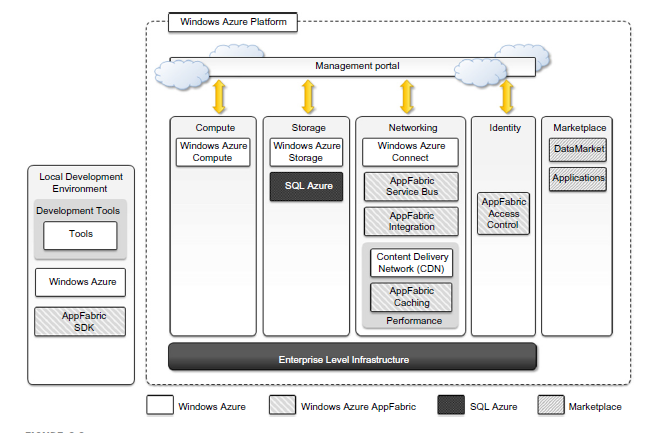 Windows Azure Platform
Management portal
Compute
Windows Azure
Compute
Storage
Windows Azure
Storage
SQL Azure
Networking
Windows Azure
Connect
AppFabric
Service Bus
AppFabric
Integration
Content Delivery
Network (CDN)
AppFabric
Caching
Performance
Identity
AppFabric
Access
Control
Marketplace
DataMarket
Applications
Local Development
Environment
Development Tools
Tools
Windows Azure
AppFabric
SDK
Enterprise Level Infrastructure
Windows Azure
Windows Azure AppFabric
SQL Azure
Marketplace